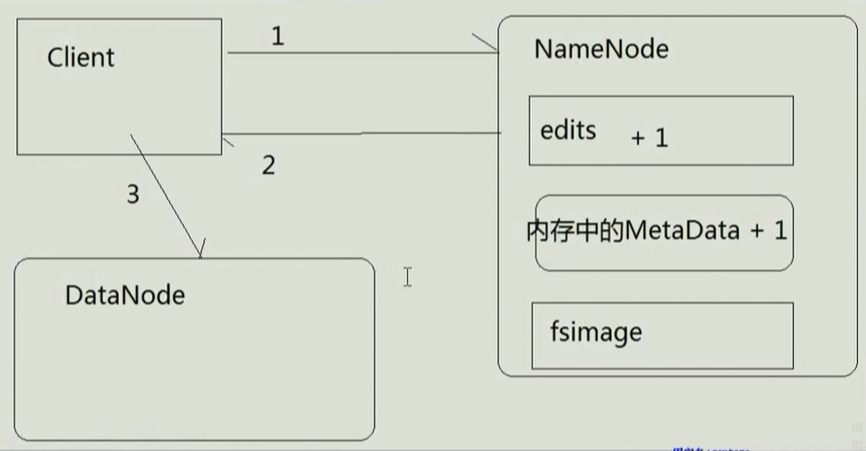 Client
1
NameNode
edits + 1
2
3
内存中的MetaData + 1
DataNode
fsimage